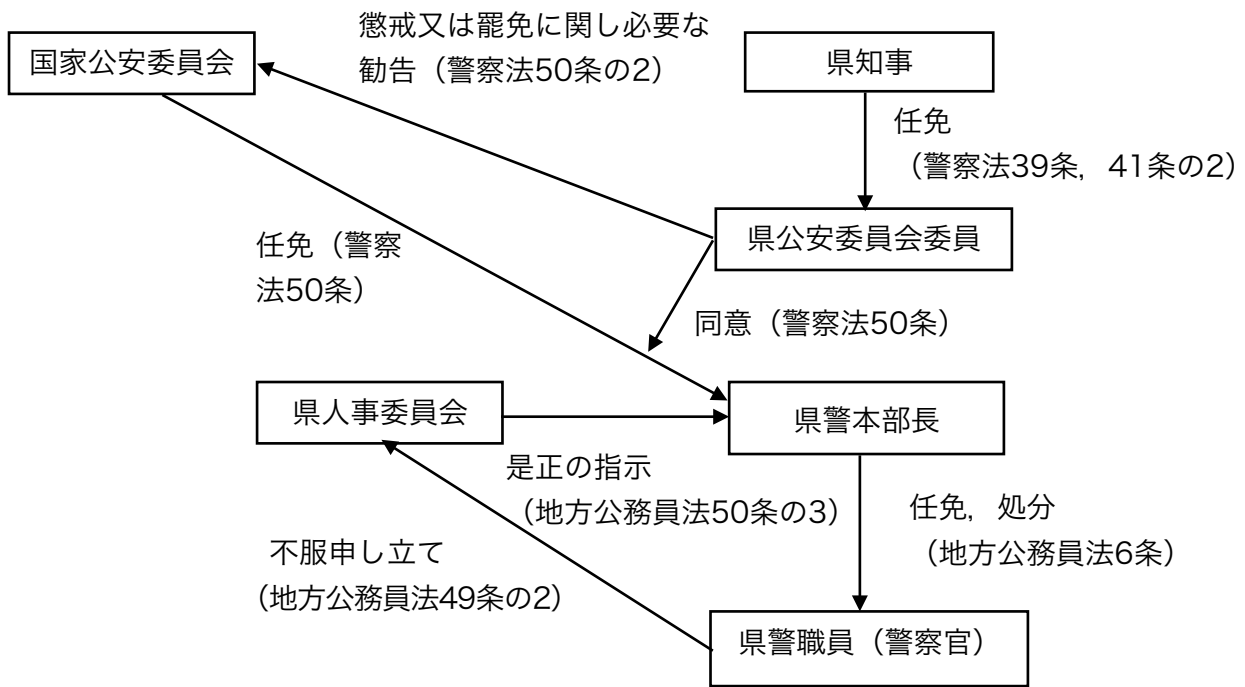 懲戒又は罷免に関し必要な
勧告（警察法50条の2）
国家公安委員会
県知事
任免
（警察法39条，41条の2）
県公安委員会委員
任免（警察
法50条）
同意（警察法50条）
県人事委員会
県警本部長
是正の指示
（地方公務員法50条の3）
任免，処分
（地方公務員法6条）
不服申し立て
（地方公務員法49条の2）
県警職員（警察官）